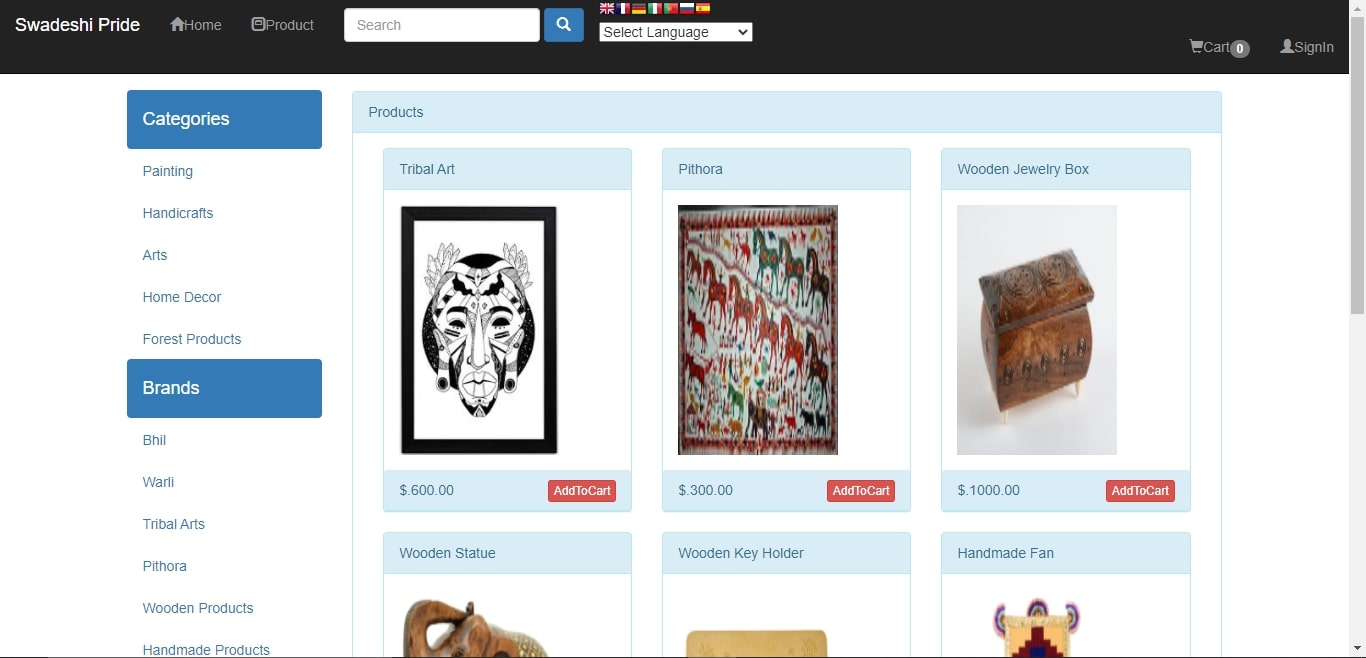 Swadeshi Pride Home Product Search Select Language Cart 0 SignIn
Categories
Painting
Handicrafts
Arts
Home Decor
Forest Products
Brands
Bhil
Warli
Tribal Arts
Pithora
Wooden Products
Handmade Products
Products
Tribal Art Pithora Wooden Jewelry Box
$.600.00 AddToCart $.300.00 AddToCart $.1000.00 AddToCart
Wooden Statue Wooden Key Holder Handmade Fan